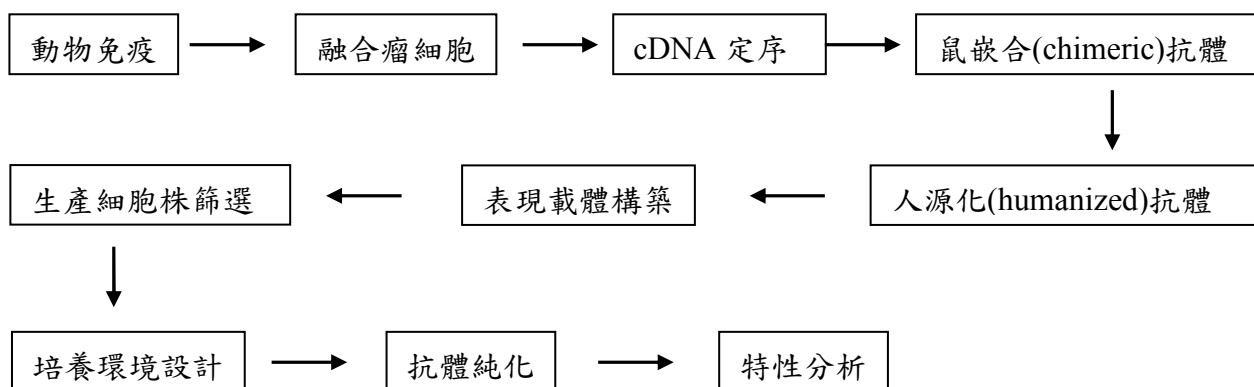 動物免疫
融合瘤細胞
cDNA 定序
鼠嵌合(chimeric)抗體
人源化(humanized)抗體
表現載體構築
生產細胞株篩選
培養環境設計
抗體純化
特性分析